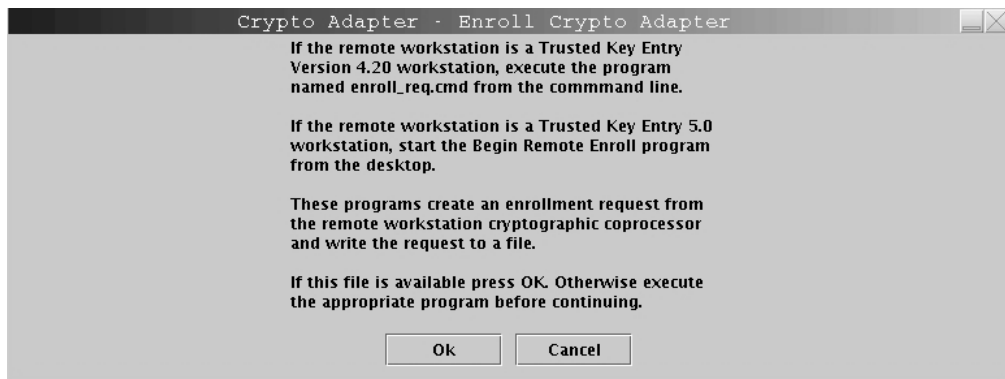 Crypto Adapter - Enroll Crypto Adapter
If the remote workstation is a Trusted Key Entry
Version 4.20 workstation, execute the program
named enroll_req.cmd from the commmand line.
If the remote workstation is a Trusted Key Entry 5.0
workstation, start the Begin Remote Enroll program
from the desktop.
These programs create an enrollment request from
the remote workstation cryptographic coprocessor
and write the request to a file.
If this file is available press OK. Otherwise execute
the appropriate program before continuing.
Ok Cancel